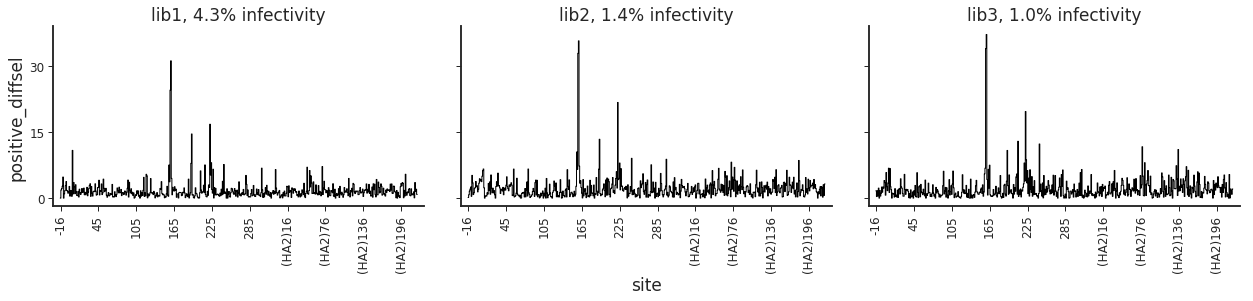 lib1, 4.3% infectivity
lib2, 1.4% infectivity
lib3, 1.0% infectivity
positive_diffsel
30
15
0
-16 45 105 165 225 285 (HA2)16 (HA2)76 (HA2)136 (HA2)196
-16 45 105 165 225 285 (HA2)16 (HA2)76 (HA2)136 (HA2)196
-16 45 105 165 225 285 (HA2)16 (HA2)76 (HA2)136 (HA2)196
site